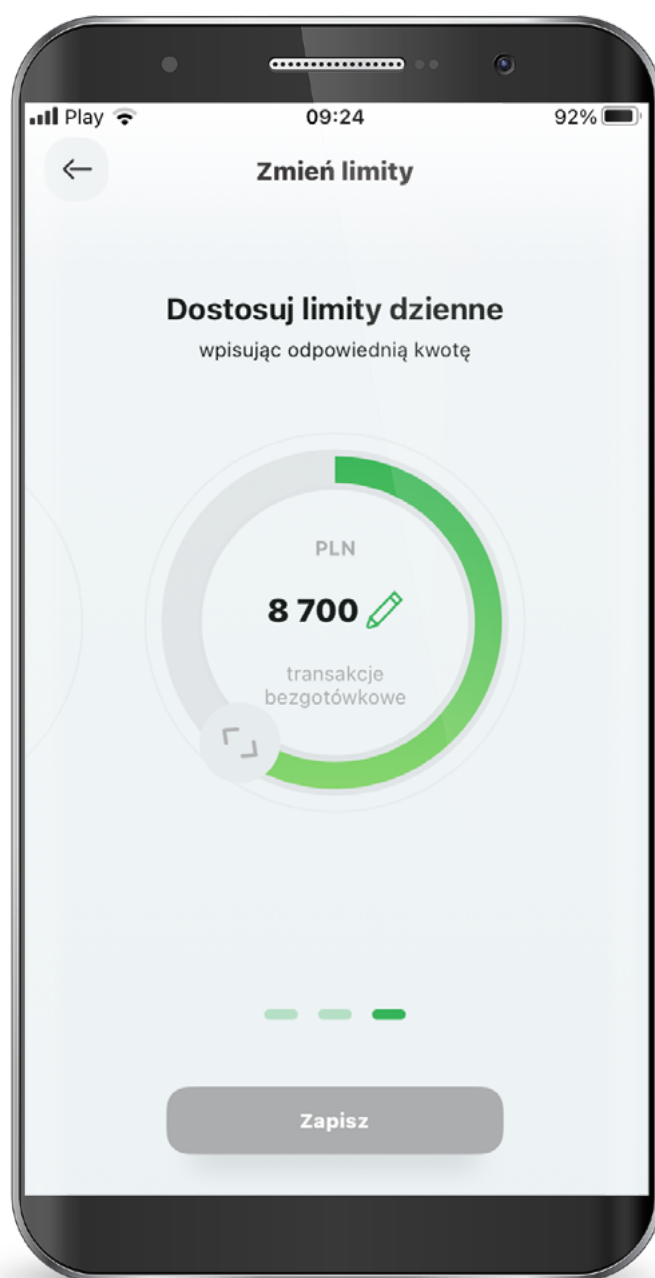 Play
09:24
92%
Zmień limity
Dostosuj limity dzienne
wpisując odpowiednią kwotę
PLN
8 700
transakcje
bezgotówkowe
Zapisz